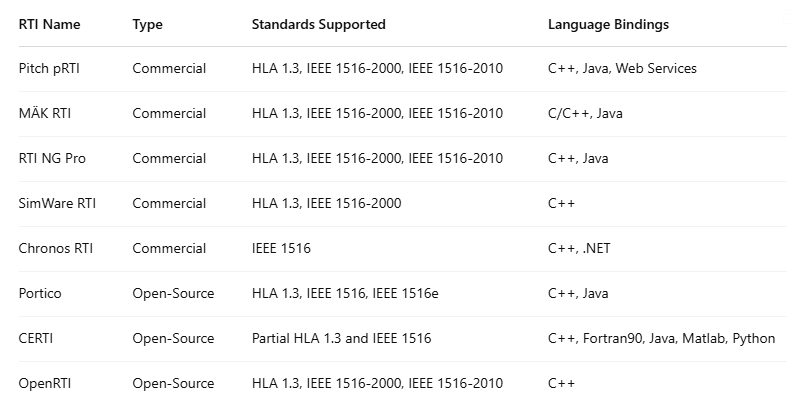 RTI Name Type Standards Supported Language Bindings
Pitch pRTI Commercial HLA 1.3, IEEE 1516-2000, IEEE 1516-2010 C++, Java, Web Services
MÄK RTI Commercial HLA 1.3, IEEE 1516-2000, IEEE 1516-2010 C/C++, Java
RTI NG Pro Commercial HLA 1.3, IEEE 1516-2000, IEEE 1516-2010 C++, Java
SimWare RTI Commercial HLA 1.3, IEEE 1516-2000 C++
Chronos RTI Commercial IEEE 1516 C++, .NET
Portico Open-Source HLA 1.3, IEEE 1516, IEEE 1516e C++, Java
CERTI Open-Source Partial HLA 1.3 and IEEE 1516 C++, Fortran90, Java, Matlab, Python
OpenRTI Open-Source HLA 1.3, IEEE 1516-2000, IEEE 1516-2010 C++